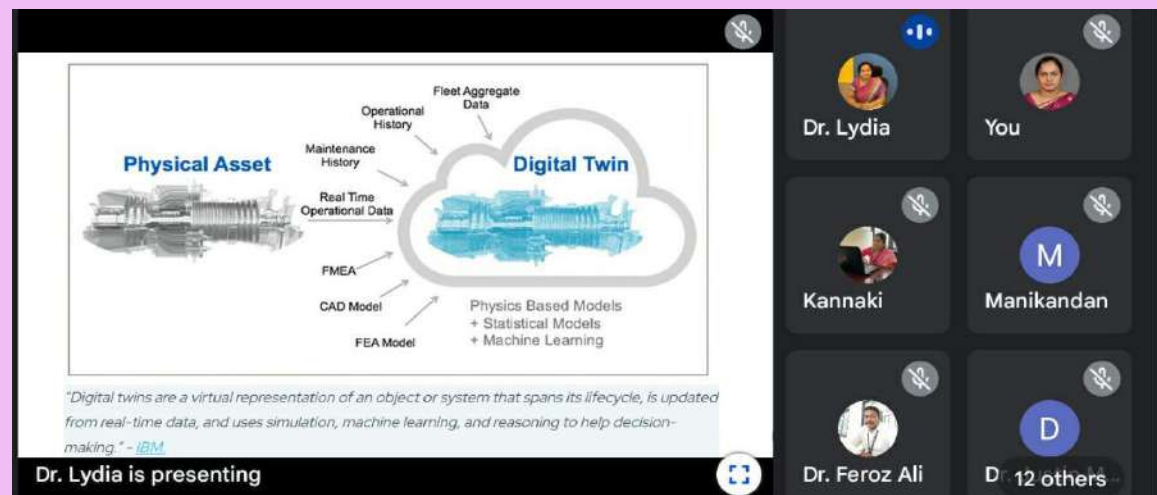 Fleet Aggregate
Data
Operational
History
Maintenance
History
Physical Asset
Digital Twin
Real Time
Operational Data
FMEA
CAD Model
FEA Model
Physics Based Models
+ Statistical Models
+ Machine Learning
"Digital twins are a virtual representation of an object or system that spans its lifecycle, is updated
from real-time data, and uses simulation, machine learning, and reasoning to help decision-
making." - IBM.
Dr. Lydia is presenting
Dr. Lydia
You
Kannaki
M
Manikandan
Dr. Feroz Ali
D
12 others